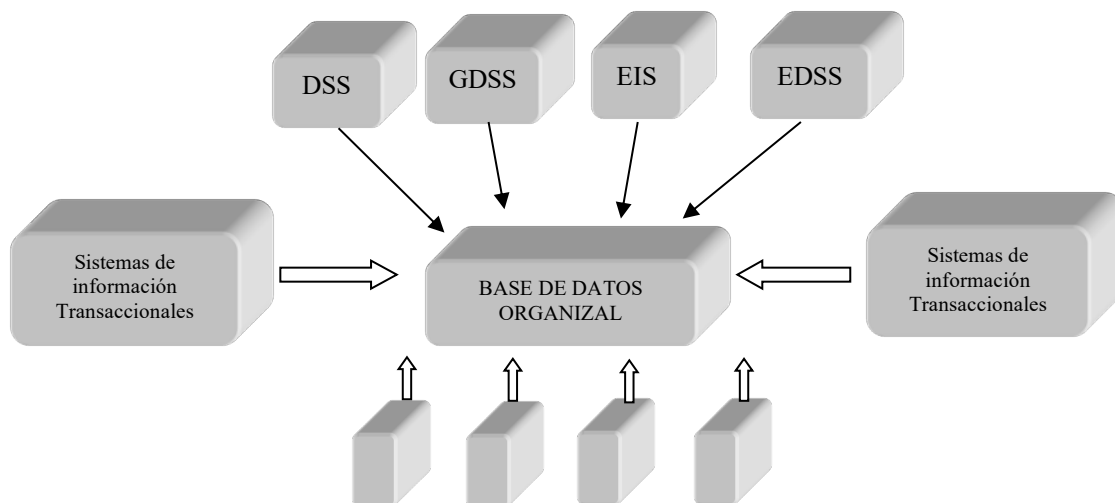 DSS
GDSS
EIS
EDSS
Sistemas de
información
Transaccionales
BASE DE DATOS
ORGANIZAL
Sistemas de
información
Transaccionales